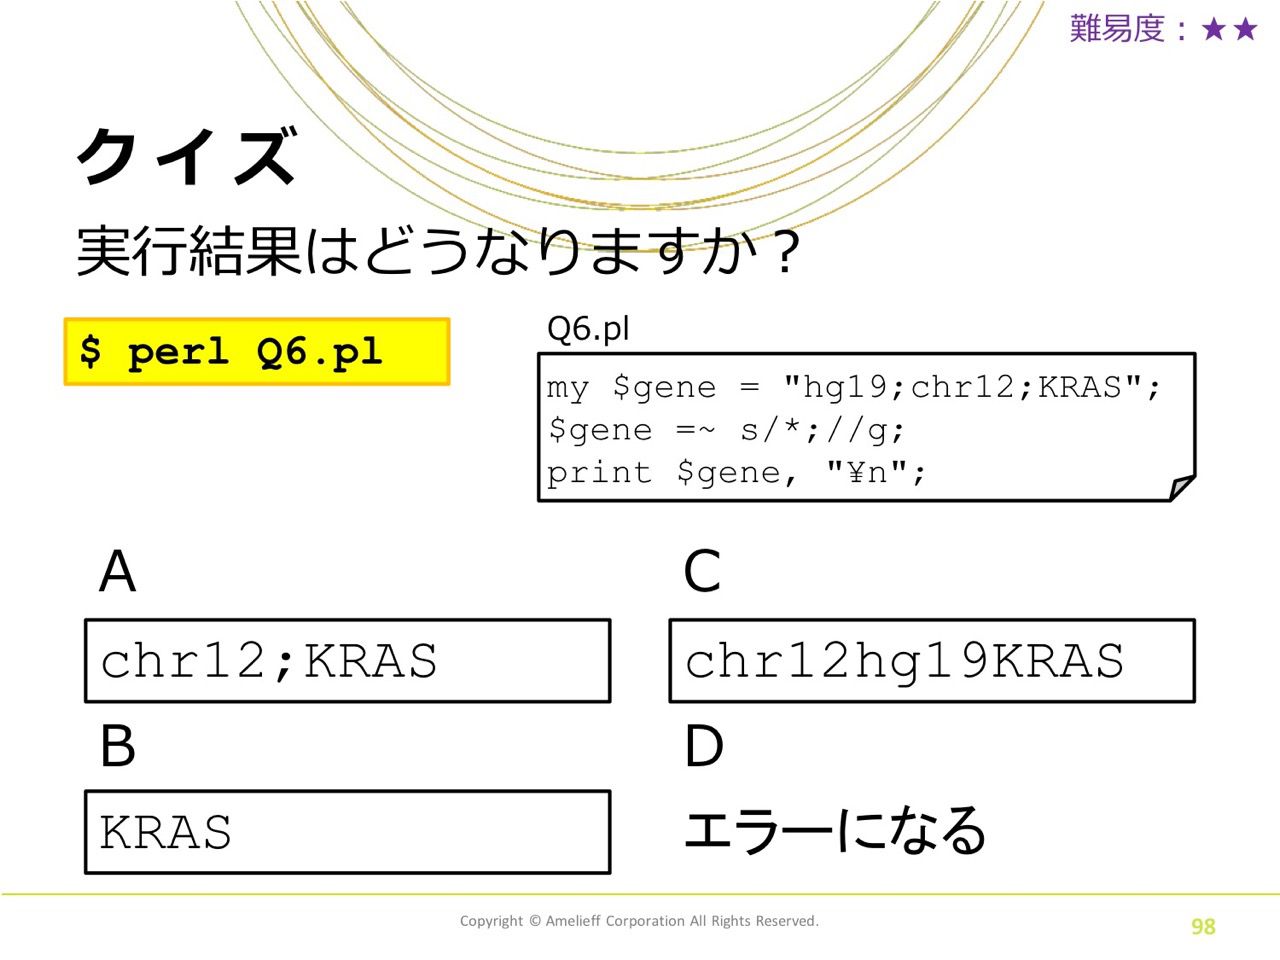 難易度：★★
クイズ
実行結果はどうなりますか？
$ perl Q6.pl
Q6.pl
my $gene = "hg19;chr12;KRAS";
$gene =~ s/*;//g;
print $gene, "¥n";
A
chr12;KRAS
B
KRAS
C
chr12hg19KRAS
D
エラーになる
Copyright © Amelieff Corporation All Rights Reserved.
98